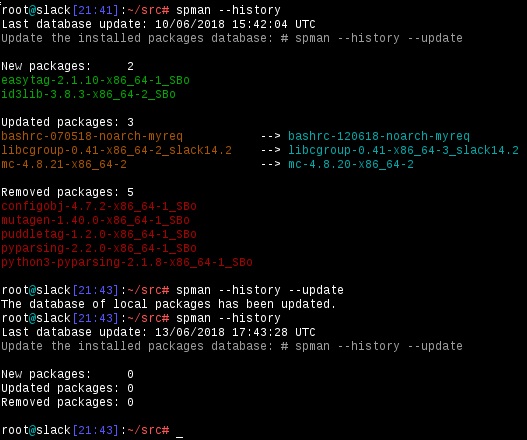 root@slack[21:41]:~/src# spman --history
Last database update: 10/06/2018 15:42:04 UTC
Update the installed packages database: # spman --history --update
New packages: 2
easytag-2.1.10-x86_64-1_SBo
id3lib-3.8.3-x86_64-2_SBo
Updated packages: 3
bashrc-070518-noarch-myreq --> bashrc-120618-noarch-myreq
libcgroup-0.41-x86_64-2_slack14.2 --> libcgroup-0.41-x86_64-3_slack14.2
mc-4.8.21-x86_64-2 --> mc-4.8.20-x86_64-2
Removed packages: 5
configobj-4.7.2-x86_64-1_SBo
mutagen-1.40.0-x86_64-1_SBo
puddletag-1.2.0-x86_64-1_SBo
pyparsing-2.2.0-x86_64-1_SBo
python3-pyparsing-2.1.8-x86_64-1_SBo
root@slack[21:43]:~/src# spman --history --update
The database of local packages has been updated.
root@slack[21:43]:~/src# spman --history
Last database update: 13/06/2018 17:43:28 UTC
Update the installed packages database: # spman --history --update
New packages: 0
Updated packages: 0
Removed packages: 0
root@slack[21:43]:~/src# _